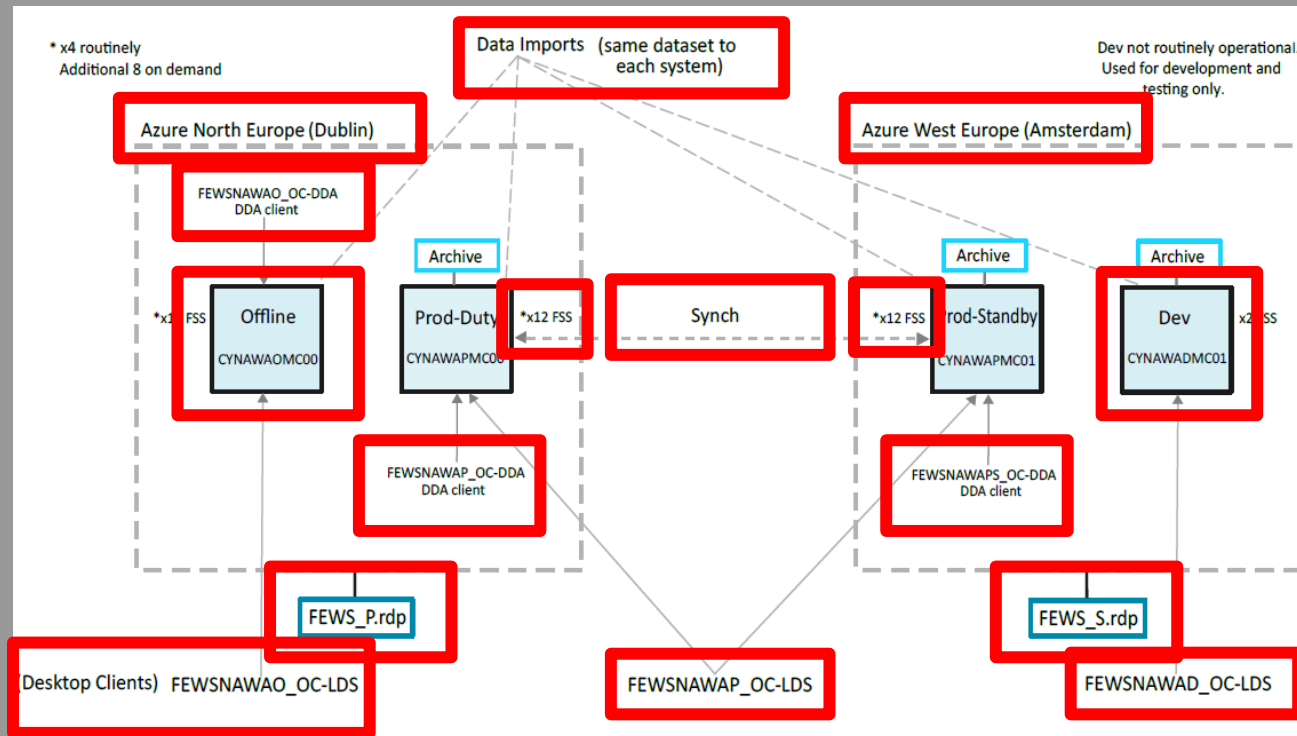 * x4 routinely
Additional 8 on demand
Data Imports (same dataset to
each system)
Dev not routinely operational.
Used for development and
testing only.
Azure North Europe (Dublin)
Azure West Europe (Amsterdam)
FEWSNAWAO_OC-DDA
DDA client
Archive
Archive
Archive
FSS
Offline
CYNAWAOMC00
Prod-Duty
*x12 FSS
Synch
*x12 FSS
Prod-Standby
CYNAWAPMC01
Dev
CYNAWADMC01
FEWSNAWAP_OC-DDA
DDA client
FEWSNAWAPS_OC-DDA
DDA client
FEWS_P.rdp
FEWS_S.rdp
(Desktop Clients) FEWSNAWAO_OC-LDS
FEWSNAWAP_OC-LDS
FEWSNAWAD_OC-LDS